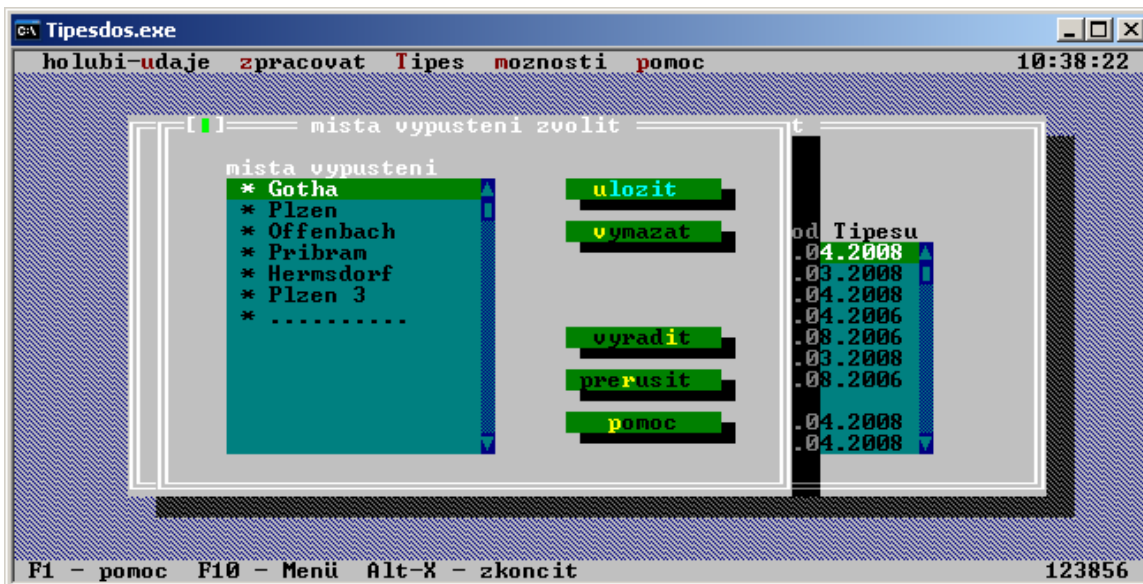 Tipesdos.exe
holubi-udaje zpracovat Tipes moznosti pomoc 10:38:22
mista vypusteni zvolit t
mista vypusteni
* Gotha
* Plzen
* Offenbach
* Pribram
* Hermsdorf
* Plzen 3
* ..........
ulozit
vymazat
vyradit
prerusit
pomoc
od Tipesu
.04.2008
.03.2008
.04.2008
.04.2006
.08.2006
.03.2008
.08.2006
.04.2008
.04.2008
F1 - pomoc F10 - Menü Alt-X - zkoncit 123856